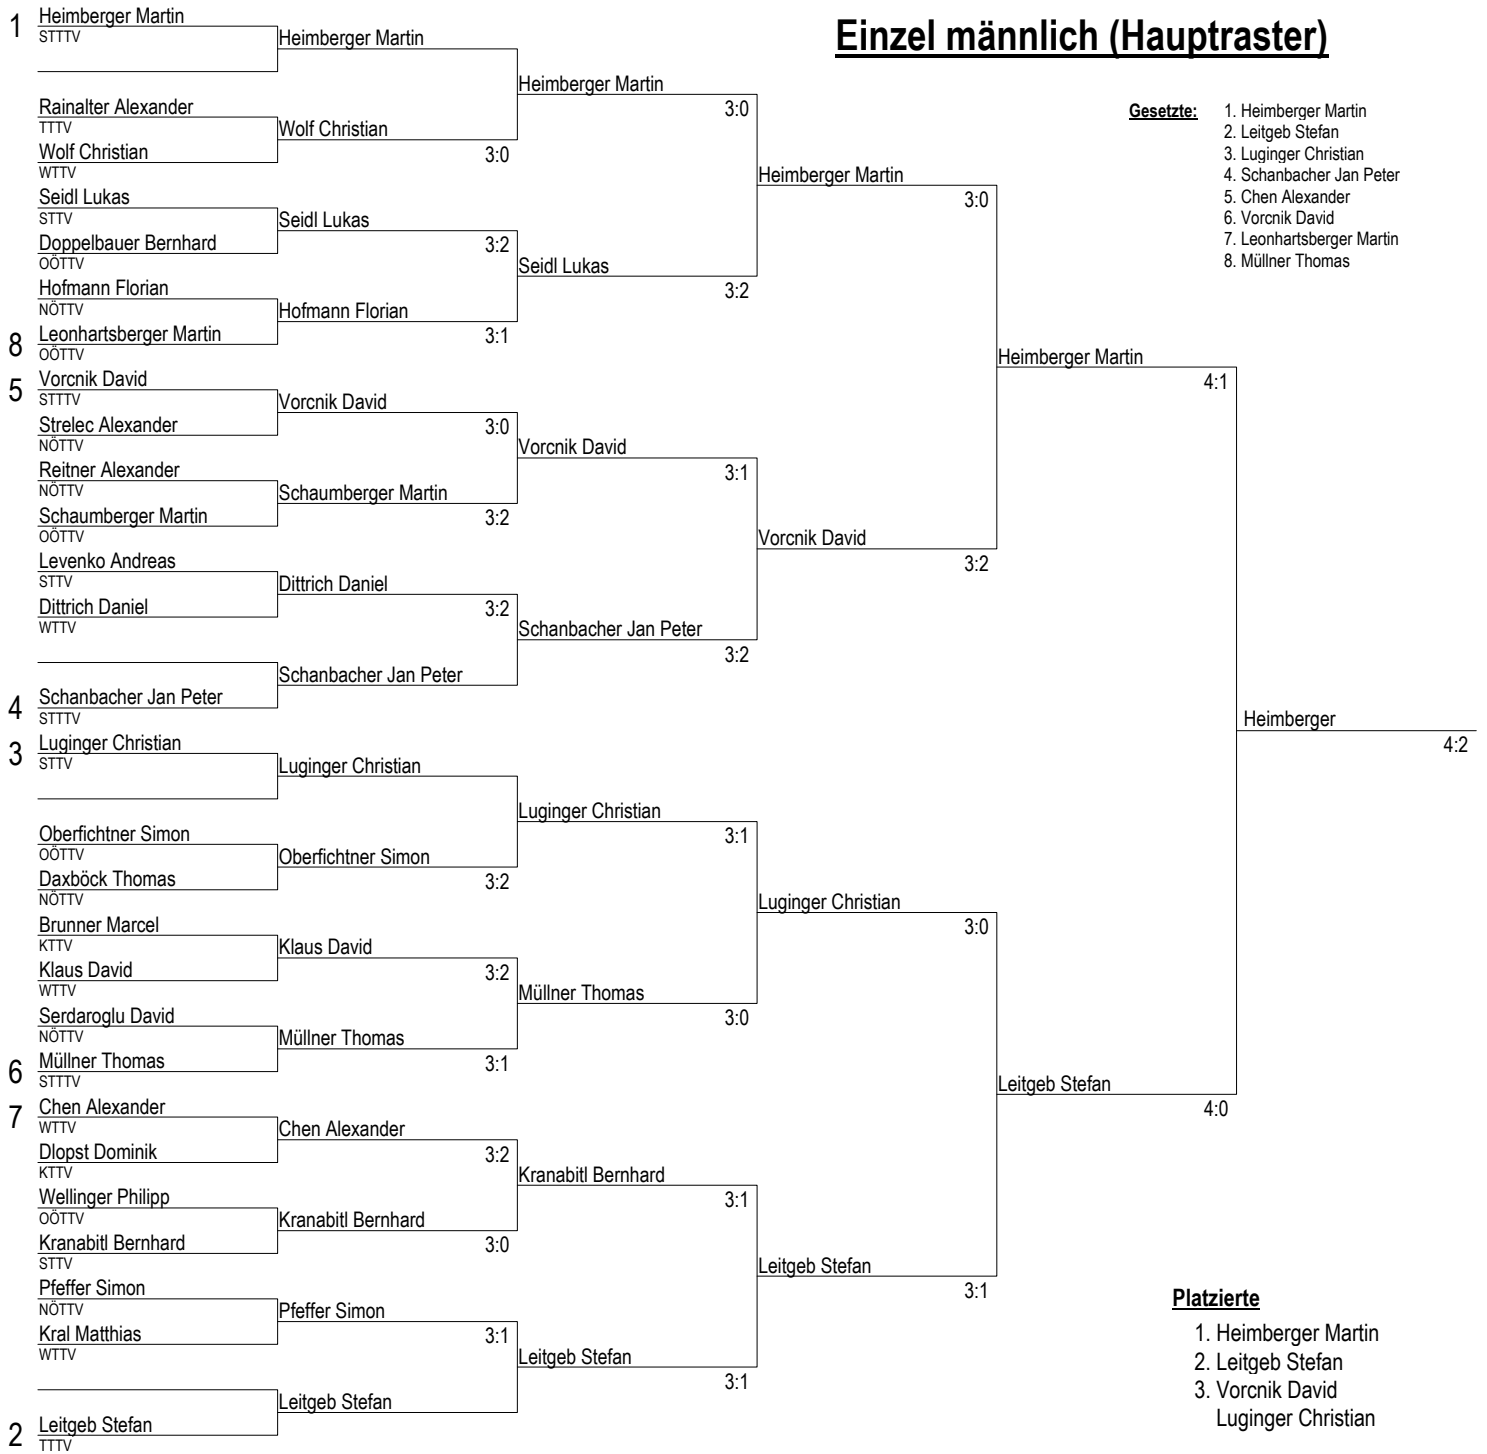 Einzel männlich (Hauptraster)
Gesetzte:
1. Heimberger Martin
2. Leitgeb Stefan
3. Luginger Christian
4. Schanbacher Jan Peter
5. Chen Alexander
6. Vorcnik David
7. Leonhartsberger Martin
8. Müllner Thomas
1
Heimberger Martin
STTTV
Rainalter Alexander
TTTV
Wolf Christian
WTTV
Seidl Lukas
STTV
Doppelbauer Bernhard
OÖTTV
Hofmann Florian
NÖTTV
8
Leonhartsberger Martin
OÖTTV
5
Vorcnik David
STTTV
Strelec Alexander
NÖTTV
Reitner Alexander
NÖTTV
Schaumberger Martin
OÖTTV
Levenko Andreas
STTV
Dittrich Daniel
WTTV
4
Schanbacher Jan Peter
STTTV
3
Luginger Christian
STTV
Oberfichtner Simon
OÖTTV
Daxböck Thomas
NÖTTV
Brunner Marcel
KTTV
Klaus David
WTTV
Serdaroglu David
NÖTTV
6
Müllner Thomas
STTTV
7
Chen Alexander
WTTV
Dlopst Dominik
KTTV
Wellinger Philipp
OÖTTV
Kranabitl Bernhard
STTV
Pfeffer Simon
NÖTTV
Kral Matthias
WTTV
2
Leitgeb Stefan
TTTV
Heimberger Martin
Wolf Christian
3:0
Seidl Lukas
3:2
Hofmann Florian
3:1
Vorcnik David
3:0
Schaumberger Martin
3:2
Dittrich Daniel
3:2
Schanbacher Jan Peter
Luginger Christian
Oberfichtner Simon
3:2
Klaus David
3:2
Müllner Thomas
3:1
Chen Alexander
3:2
Kranabitl Bernhard
3:0
Pfeffer Simon
3:1
Leitgeb Stefan
Heimberger Martin
3:0
Seidl Lukas
3:2
Vorcnik David
3:1
Schanbacher Jan Peter
3:2
Luginger Christian
3:1
Müllner Thomas
3:0
Kranabitl Bernhard
3:1
Leitgeb Stefan
3:1
Heimberger Martin
3:0
Vorcnik David
3:2
Luginger Christian
3:0
Leitgeb Stefan
3:1
Heimberger Martin
4:1
Leitgeb Stefan
4:0
Heimberger
4:2
Platzierte
1. Heimberger Martin
2. Leitgeb Stefan
3. Vorcnik David
Luginger Christian